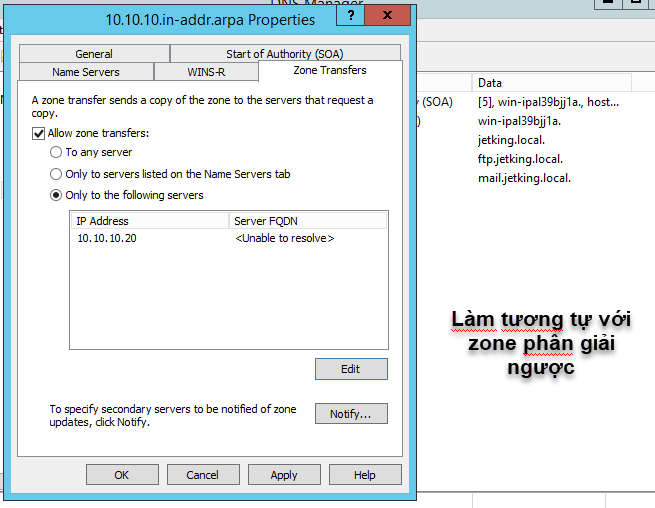 DNS Manager
10.10.10.in-addr.arpa Properties
?
x
General
Start of Authority (SOA)
Name Servers
WINS-R
Zone Transfers
A zone transfer sends a copy of the zone to the servers that request a
copy.
Allow zone transfers:
To any server
Only to servers listed on the Name Servers tab
Only to the following servers
IP Address
Server FQDN
10.10.10.20
<Unable to resolve>
Edit
To specify secondary servers to be notified of zone
updates, click Notify.
Notify...
OK
Cancel
Apply
Help
Data
(SOA)
[5], win-ipal39bjj1a., host...
win-ipal39bjj1a.
jetking.local.
ftp.jetking.local.
mail.jetking.local.
Làm tương tự với
zone phân giải
ngược